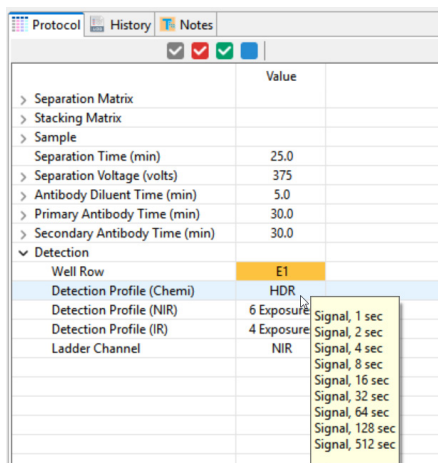 Protocol History Notes
Value
Separation Matrix
Stacking Matrix
Sample
Separation Time (min) 25.0
Separation Voltage (volts) 375
Antibody Diluent Time (min) 5.0
Primary Antibody Time (min) 30.0
Secondary Antibody Time (min) 30.0
Detection
Well Row E1
Detection Profile (Chemi) HDR
Detection Profile (NIR) 6 Exposure
Detection Profile (IR) 4 Exposure
Ladder Channel NIR
Signal, 1 sec
Signal, 2 sec
Signal, 4 sec
Signal, 8 sec
Signal, 16 sec
Signal, 32 sec
Signal, 64 sec
Signal, 128 sec
Signal, 512 sec